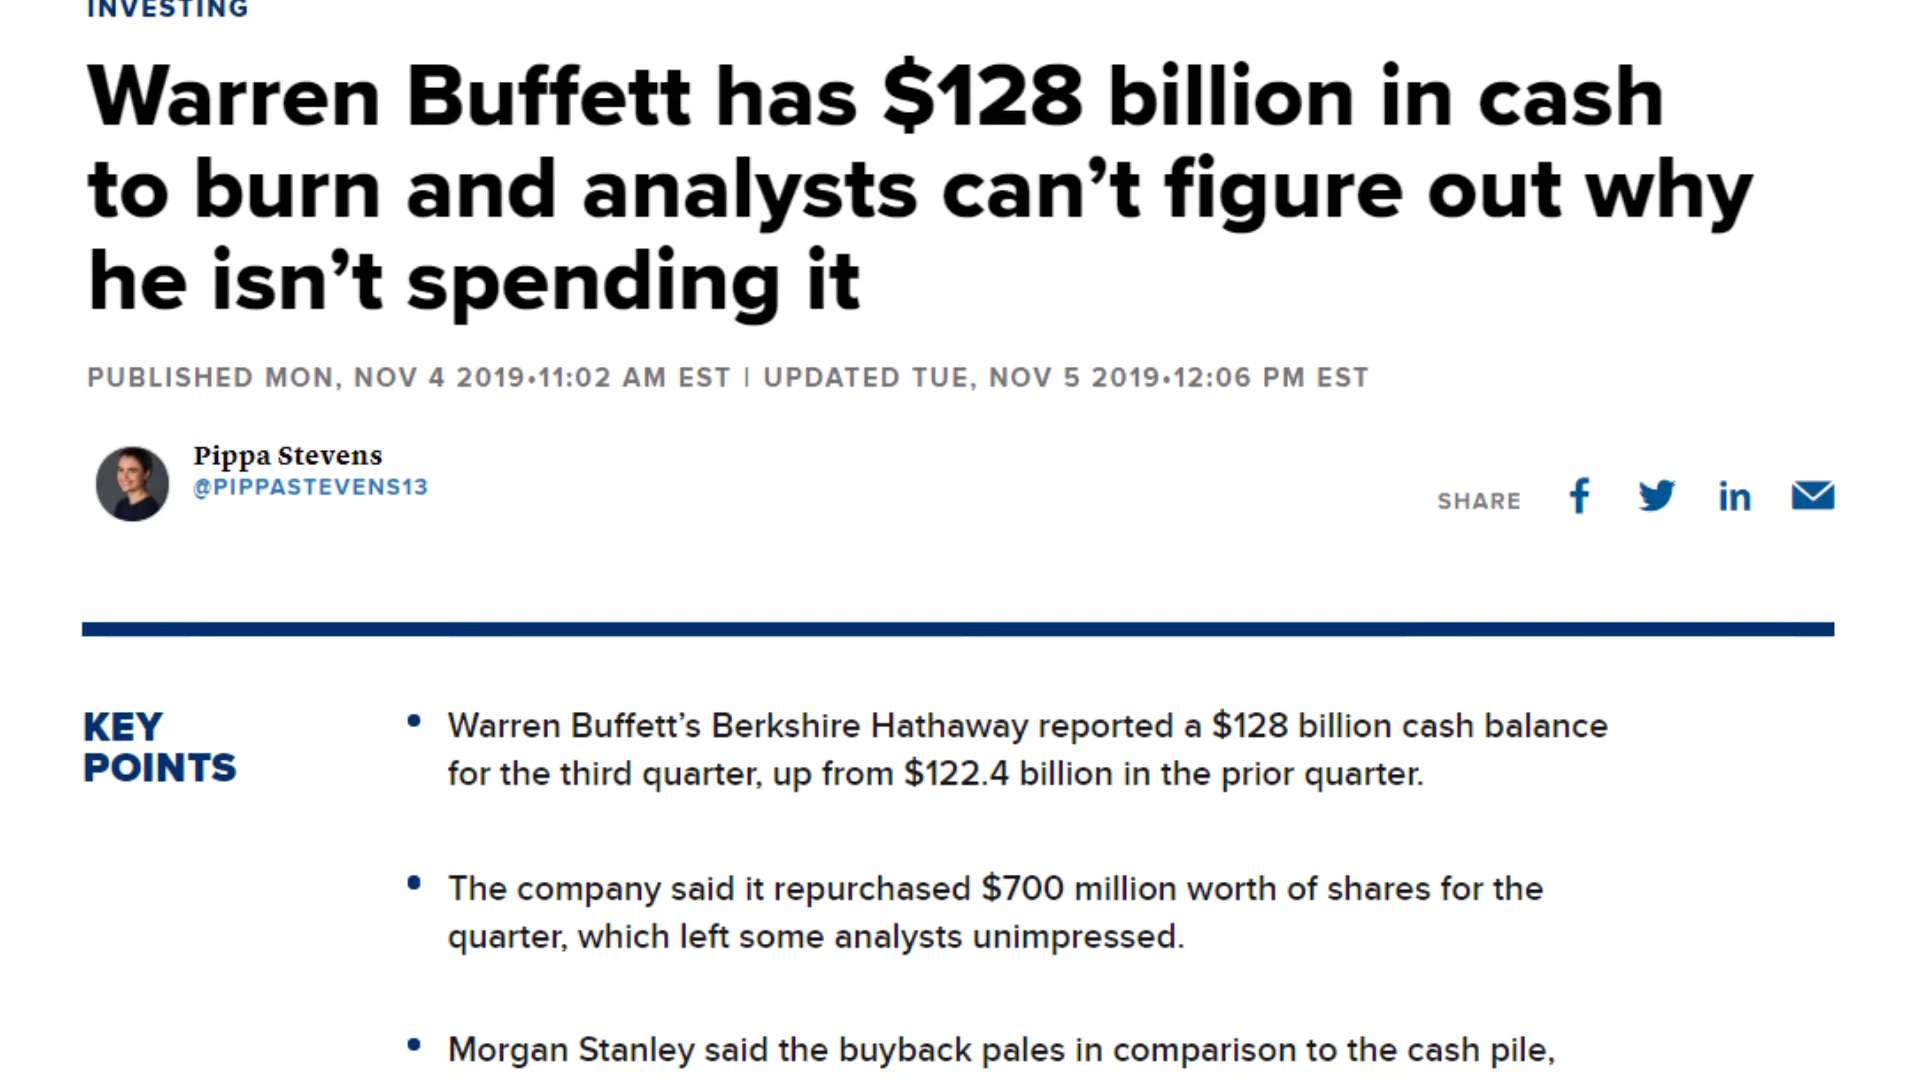 INVESTING
Warren Buffett has $128 billion in cash
to burn and analysts can’t figure out why
he isn’t spending it
PUBLISHED MON, NOV 4 2019•11:02 AM EST | UPDATED TUE, NOV 5 2019•12:06 PM EST
Pippa Stevens
@PIPPASTEVENS13
SHARE
KEY
POINTS
• Warren Buffett’s Berkshire Hathaway reported a $128 billion cash balance
for the third quarter, up from $122.4 billion in the prior quarter.
• The company said it repurchased $700 million worth of shares for the
quarter, which left some analysts unimpressed.
• Morgan Stanley said the buyback pales in comparison to the cash pile,